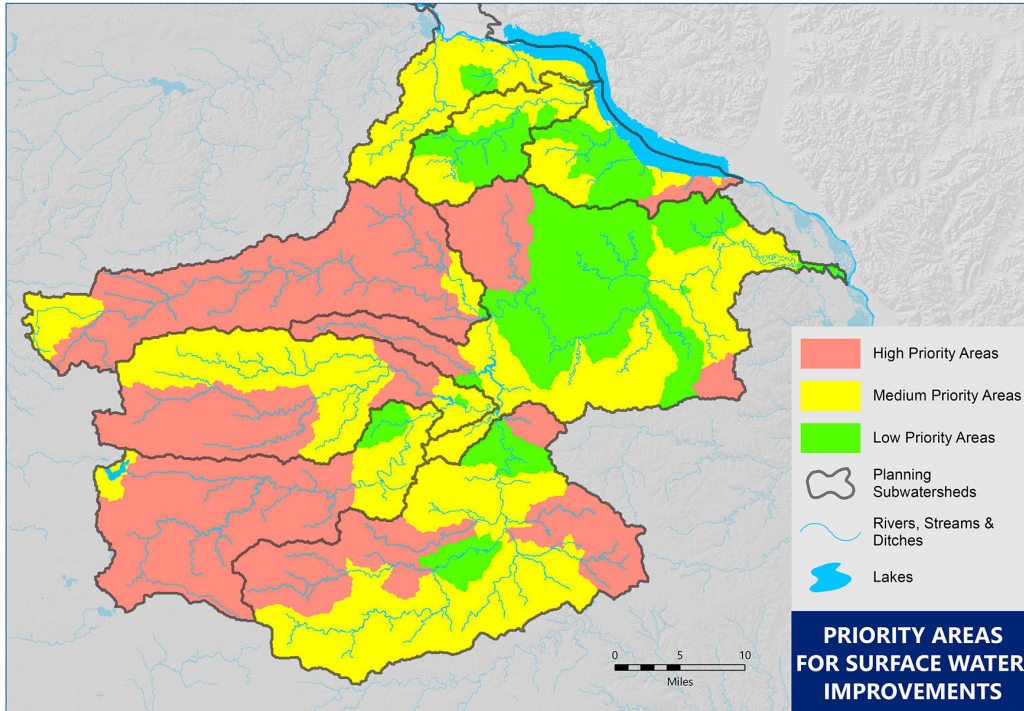 High Priority Areas
Medium Priority Areas
Low Priority Areas
Planning
Subwatersheds
Rivers, Streams &
Ditches
Lakes
0 5 10
Miles
PRIORITY AREAS
FOR SURFACE WATER
IMPROVEMENTS